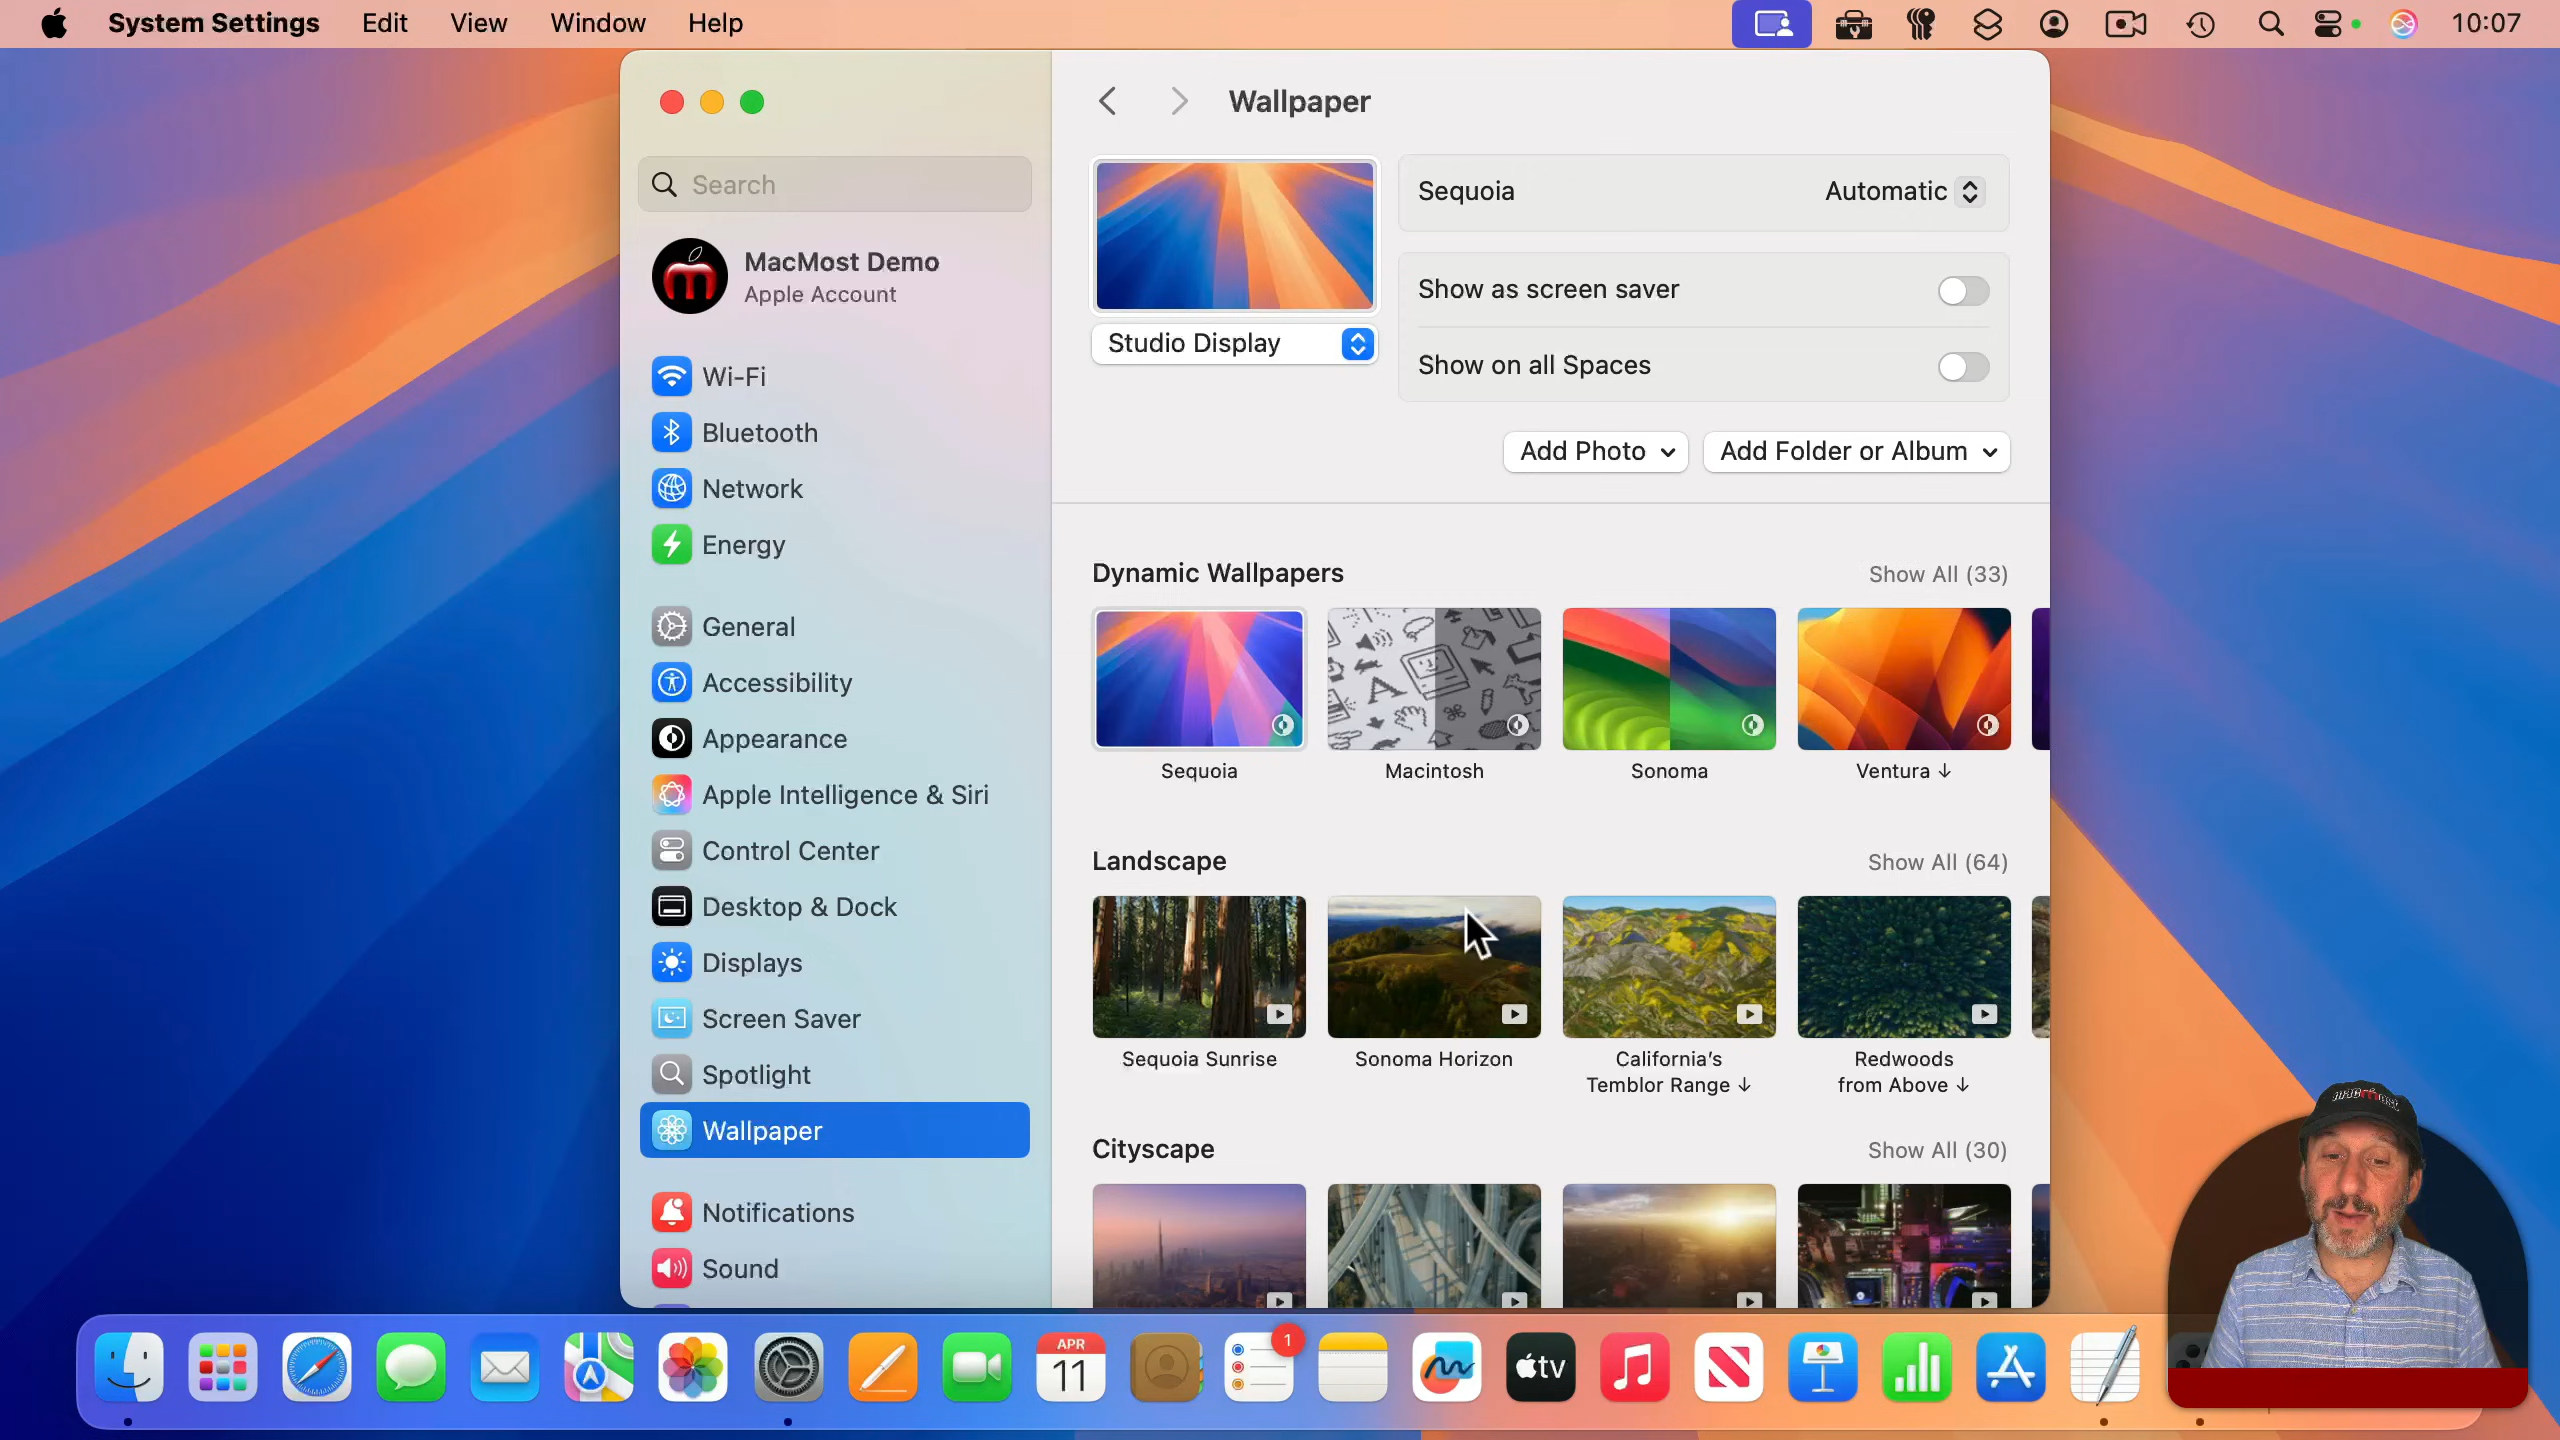 System Settings Edit View Window Help 10:07
Wallpaper
Search
MacMost Demo
Apple Account
Wi-Fi
Bluetooth
Network
Energy
General
Accessibility
Appearance
Apple Intelligence & Siri
Control Center
Desktop & Dock
Displays
Screen Saver
Spotlight
Wallpaper
Notifications
Sound
Studio Display
Sequoia Automatic
Show as screen saver
Show on all Spaces
Add Photo Add Folder or Album
Dynamic Wallpapers Show All (33)
Sequoia Macintosh Sonoma Ventura ↓
Landscape Show All (64)
Sequoia Sunrise Sonoma Horizon California's Redwoods
Temblor Range ↓ from Above ↓
Cityscape Show All (30)
APR
11
1
tv